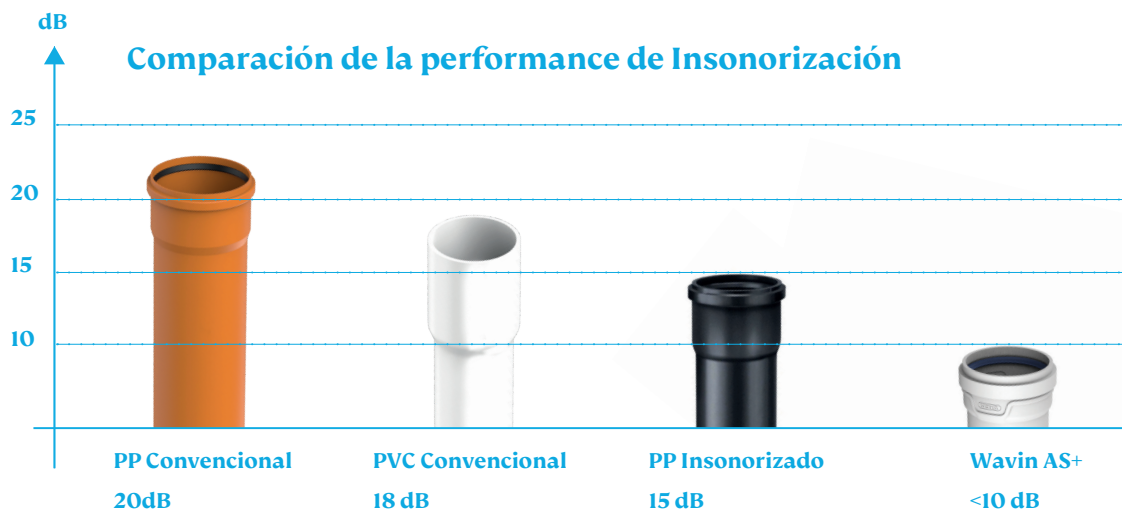 dB
Comparación de la performance de Insonorización
25
20
15
10
PP Convencional
20dB
PVC Convencional
18 dB
PP Insonorizado
15 dB
Wavin AS+
<10 dB